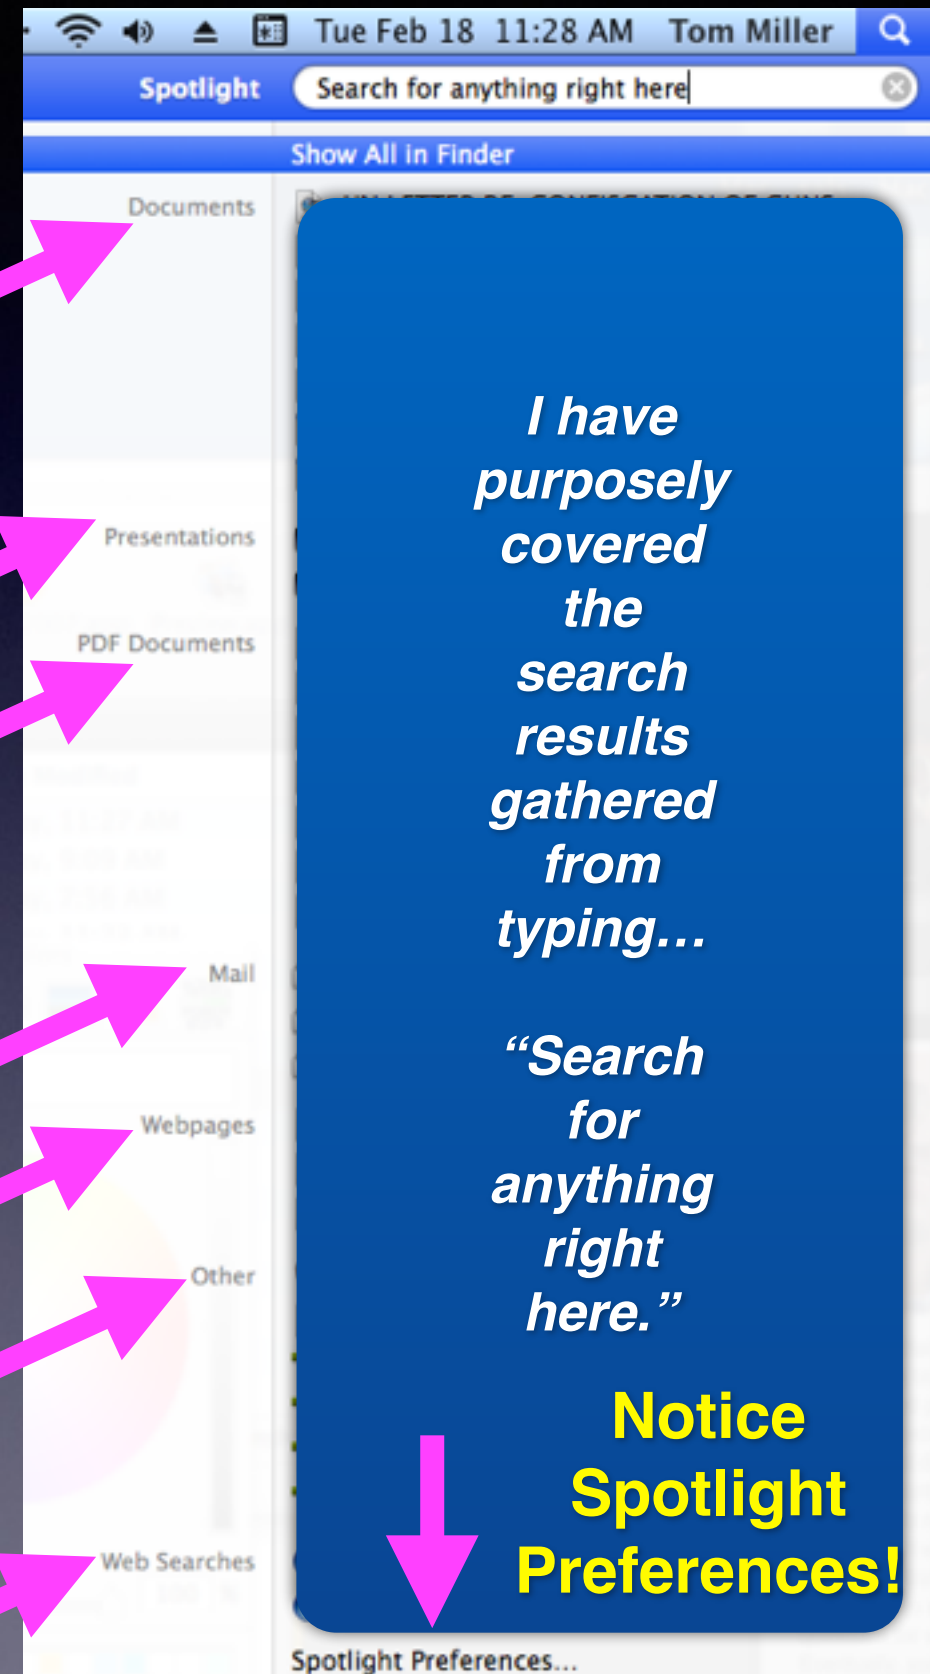 Tue Feb 18 11:28 AM Tom Miller
Spotlight Search for anything right here
Show All in Finder
Documents
Presentations
PDF Documents
Mail
Webpages
Other
Web Searches
I have
purposely
covered
the
search
results
gathered
from
typing…
“Search
for
anything
right
here.”
Notice
Spotlight
Preferences!
Spotlight Preferences...